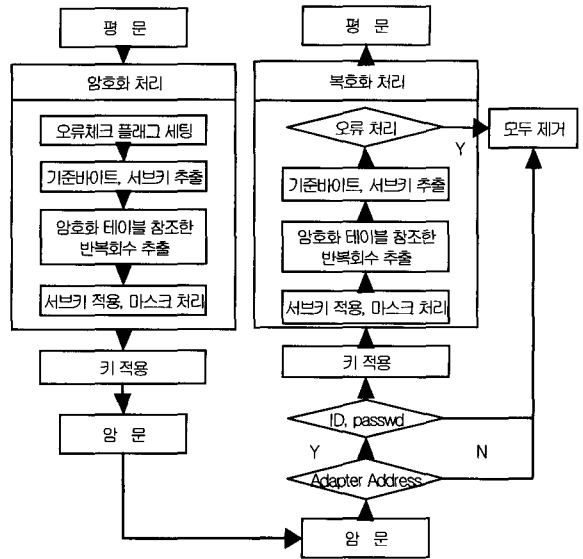 평 문
암호화 처리
오류체크 플래그 세팅
기준바이트, 서브키 추출
암호화 테이블 참조한
반복회수 추출
서브키 적용, 마스크 처리
키 적용
암 문
평 문
복호화 처리
오류 처리
Y
모두 제거
기준바이트, 서브키 추출
암호화 테이블 참조한
반복회수 추출
서브키 적용, 마스크 처리
키 적용
ID, passwd
Y
N
Adapter Address
암 문